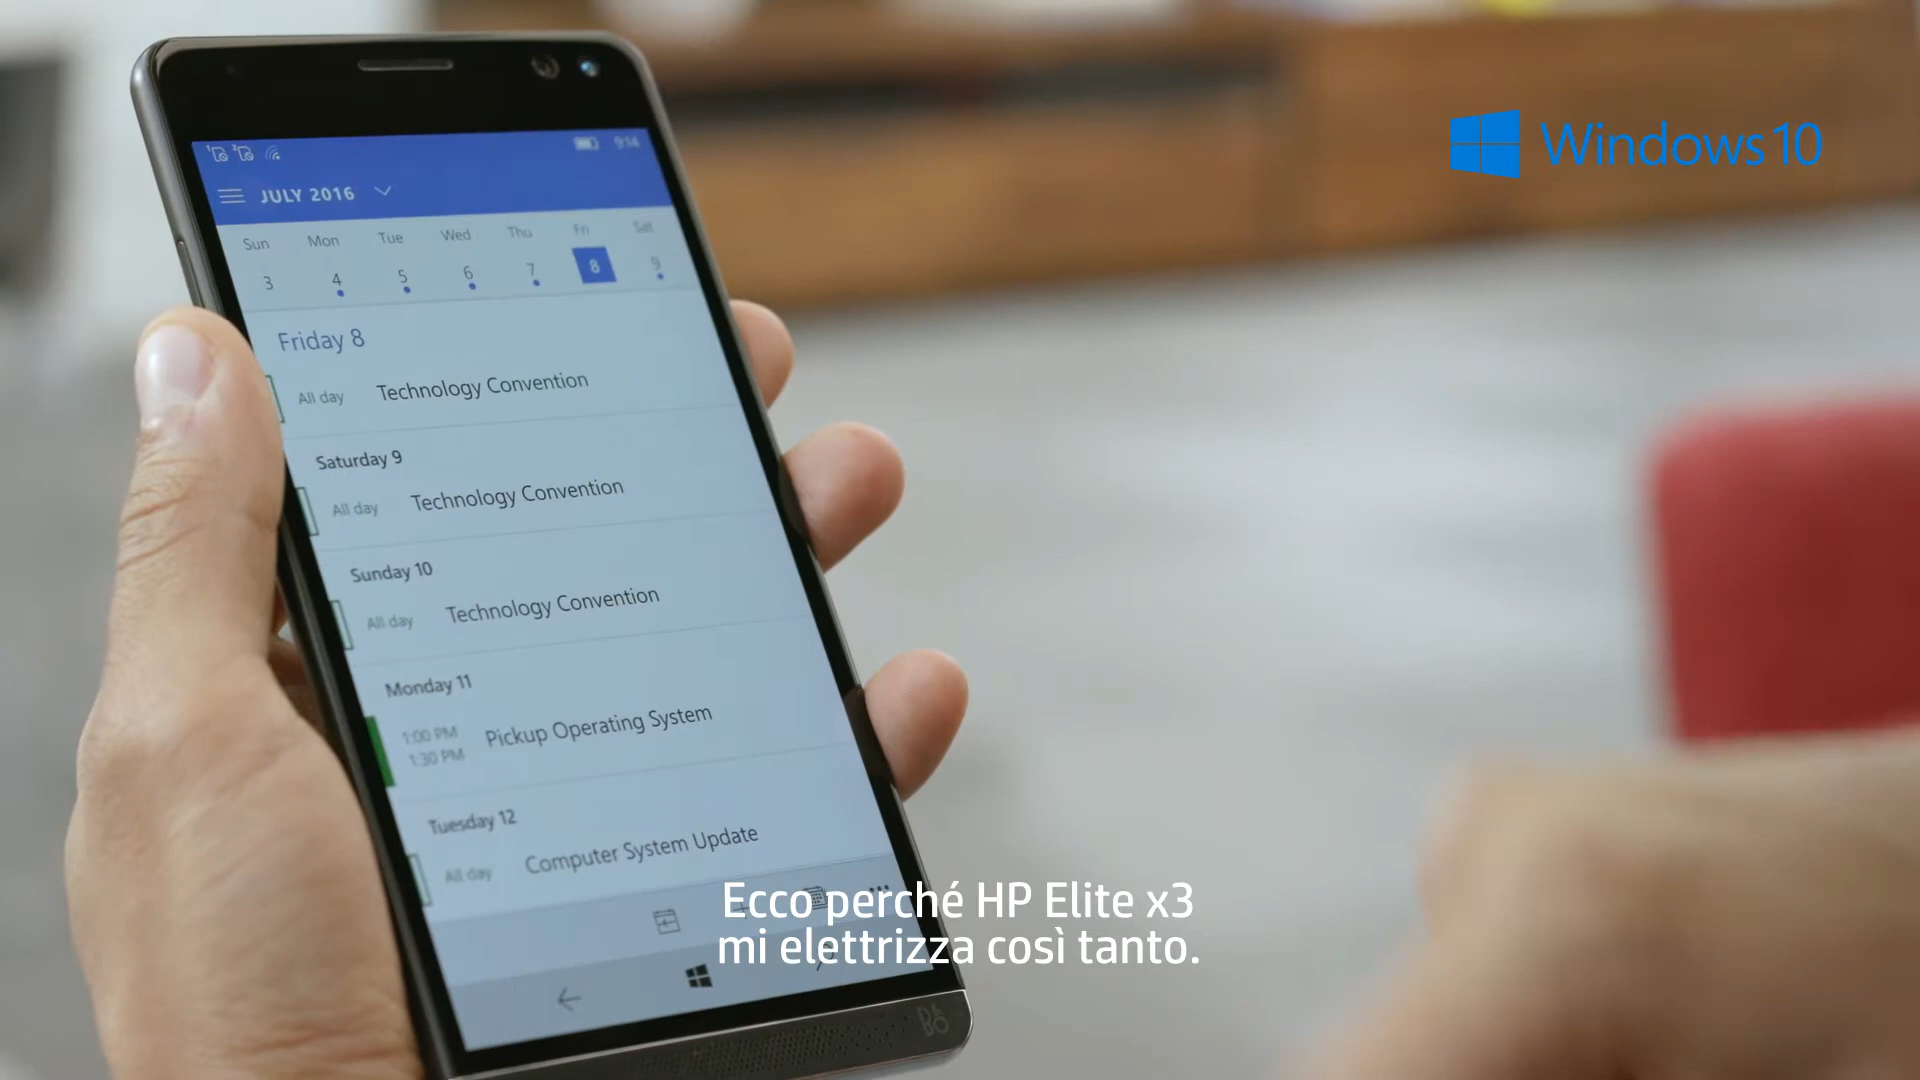 Windows 10
9:14
JULY 2016
Sun Mon Tue Wed Thu Fri Sat
3 4 5 6 7 8 9
Friday 8
All day Technology Convention
Saturday 9
All day Technology Convention
Sunday 10
All day Technology Convention
Monday 11
1:00 PM
1:30 PM
Pickup Operating System
Tuesday 12
All day Computer System Update
Ecco perché HP Elite x3
mi elettrizza così tanto.
B&O